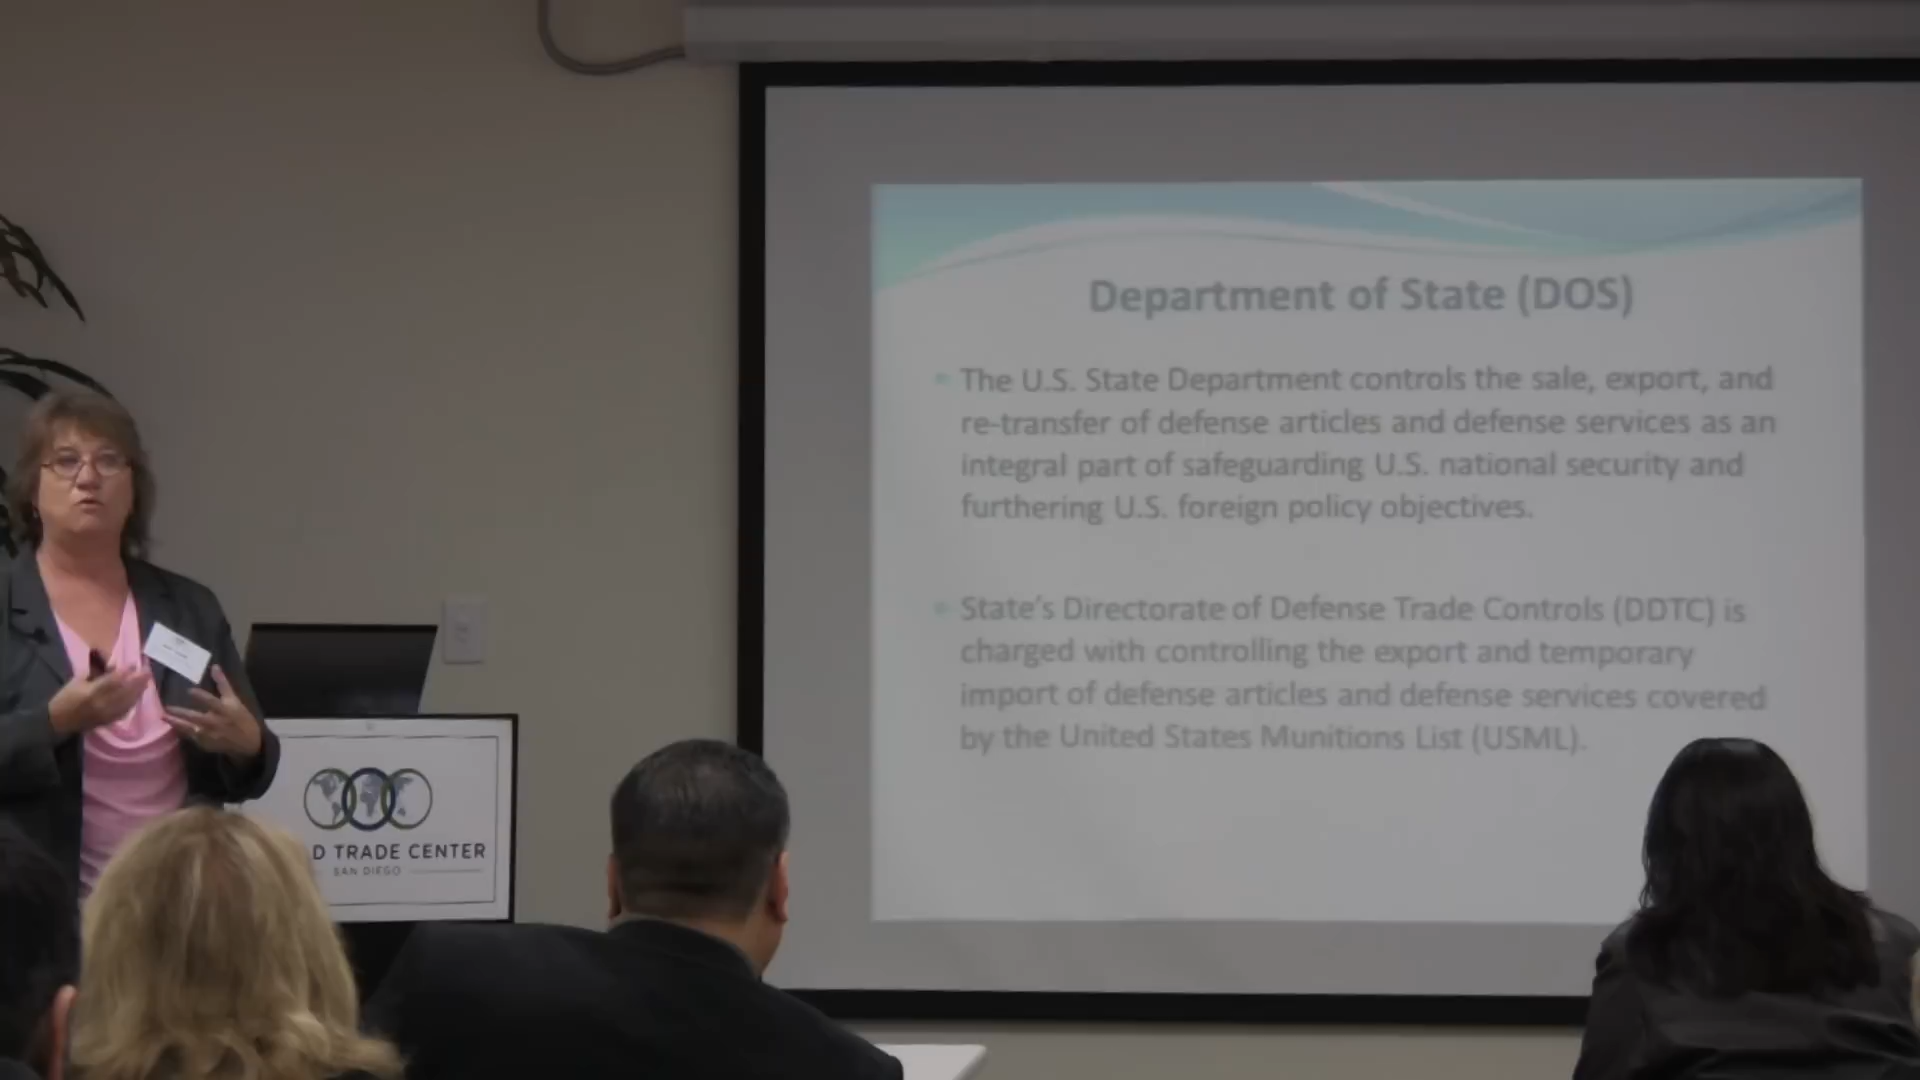 Department of State (DOS)
The U.S. State Department controls the sale, export, and
re-transfer of defense articles and defense services as an
integral part of safeguarding U.S. national security and
furthering U.S. foreign policy objectives.
State's Directorate of Defense Trade Controls (DDTC) is
charged with controlling the export and temporary
import of defense articles and defense services covered
by the United States Munitions List (USML).
D TRADE CENTER
SAN DIEGO